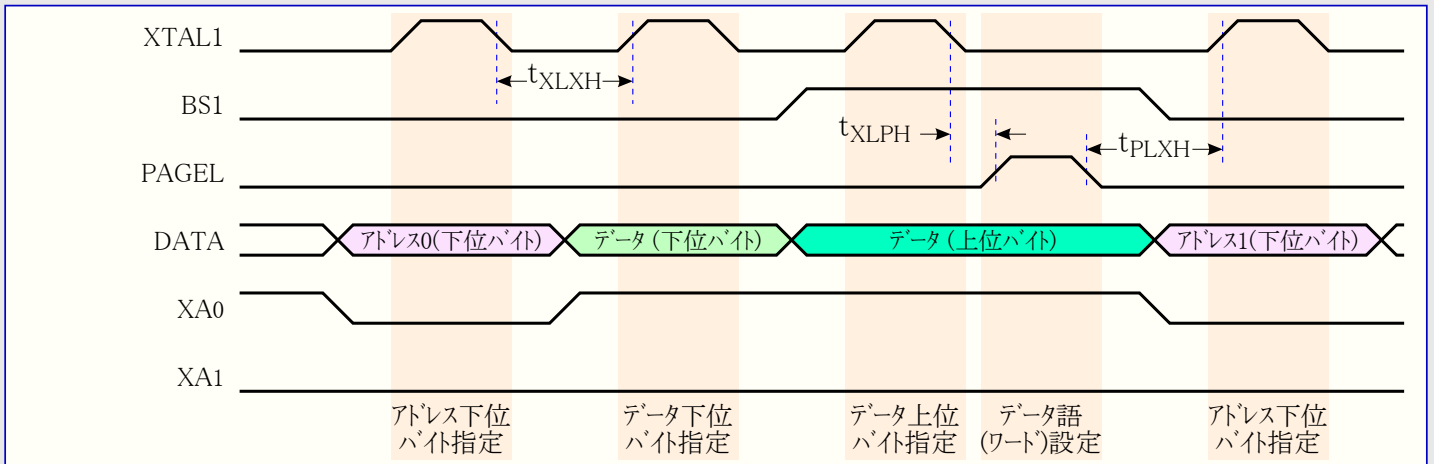 XTAL1
tXLXH
BS1
tXLPH
tPLXH
PAGEL
DATA
アドレス0(下位バイト)
データ (下位バイト)
データ (上位バイト)
アドレス1(下位バイト)
XA0
XA1
アドレス下位
バイト指定
データ下位
バイト指定
データ上位
バイト指定
データ語
(ワード)設定
アドレス下位
バイト指定